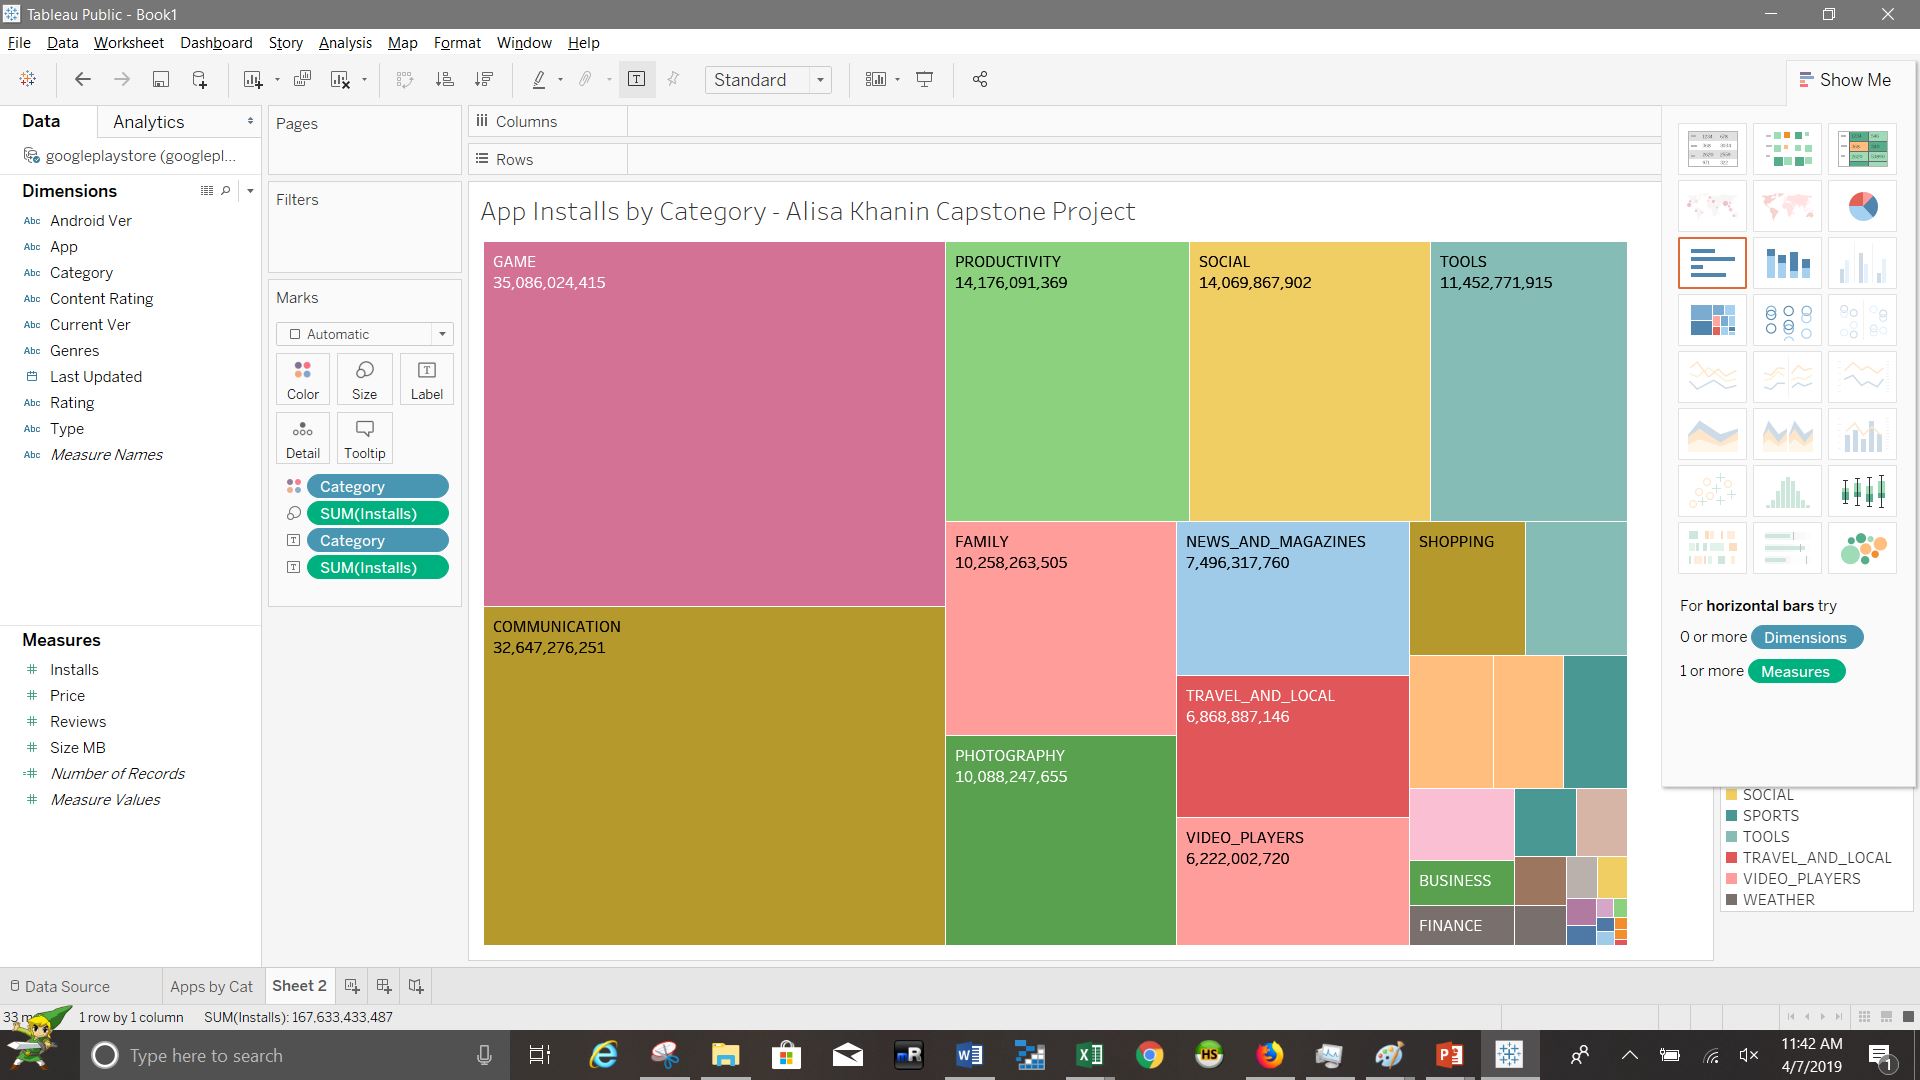 Tableau Public - Book1
File Data Worksheet Dashboard Story Analysis Map Format Window Help
Standard
Show Me
Data Analytics
googleplaystore (googlepl...
Dimensions
Abc Android Ver
Abc App
Abc Category
Abc Content Rating
Abc Current Ver
Abc Genres
Last Updated
Abc Rating
Abc Type
Abc Measure Names
Measures
Installs
Price
Reviews
Size MB
Number of Records
Measure Values
Pages
Filters
Marks
Automatic
Color Size Label
Detail Tooltip
Category
SUM(Installs)
Category
SUM(Installs)
Columns
Rows
App Installs by Category - Alisa Khanin Capstone Project
GAME
35,086,024,415
PRODUCTIVITY
14,176,091,369
SOCIAL
14,069,867,902
TOOLS
11,452,771,915
FAMILY
10,258,263,505
NEWS_AND_MAGAZINES
7,496,317,760
SHOPPING
COMMUNICATION
32,647,276,251
TRAVEL_AND_LOCAL
6,868,887,146
PHOTOGRAPHY
10,088,247,655
VIDEO_PLAYERS
6,222,002,720
BUSINESS
FINANCE
For horizontal bars try
0 or more Dimensions
1 or more Measures
SOCIAL
SPORTS
TOOLS
TRAVEL_AND_LOCAL
VIDEO_PLAYERS
WEATHER
Data Source Apps by Cat Sheet 2
33 1 row by 1 column SUM(Installs): 167,633,433,487
Type here to search
11:42 AM
4/7/2019
1